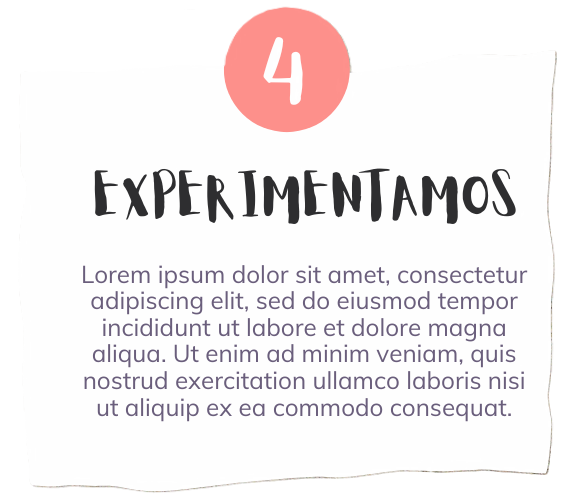 4
EXPERIMENTAMOS
Lorem ipsum dolor sit amet, consectetur
adipiscing elit, sed do eiusmod tempor
incididunt ut labore et dolore magna
aliqua. Ut enim ad minim veniam, quis
nostrud exercitation ullamco laboris nisi
ut aliquip ex ea commodo consequat.